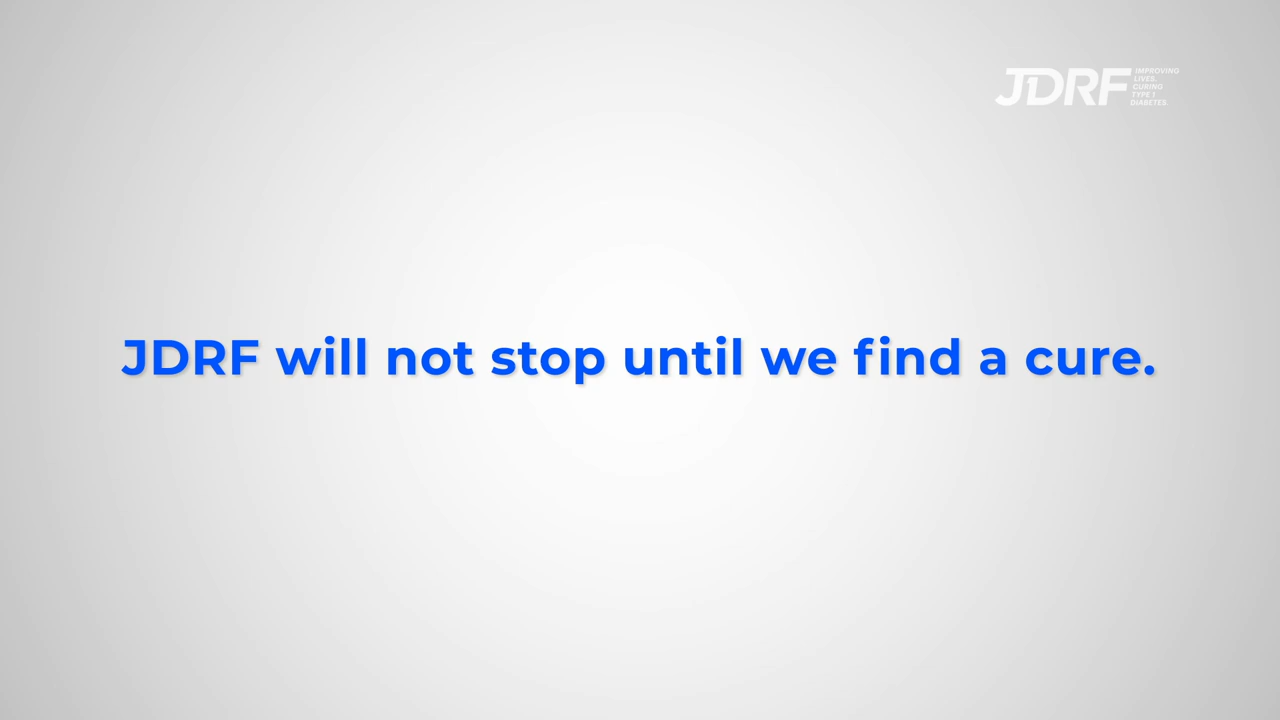 JDRF IMPROVING
LIVES.
CURING
TYPE 1
DIABETES.
JDRF will not stop until we find a cure.